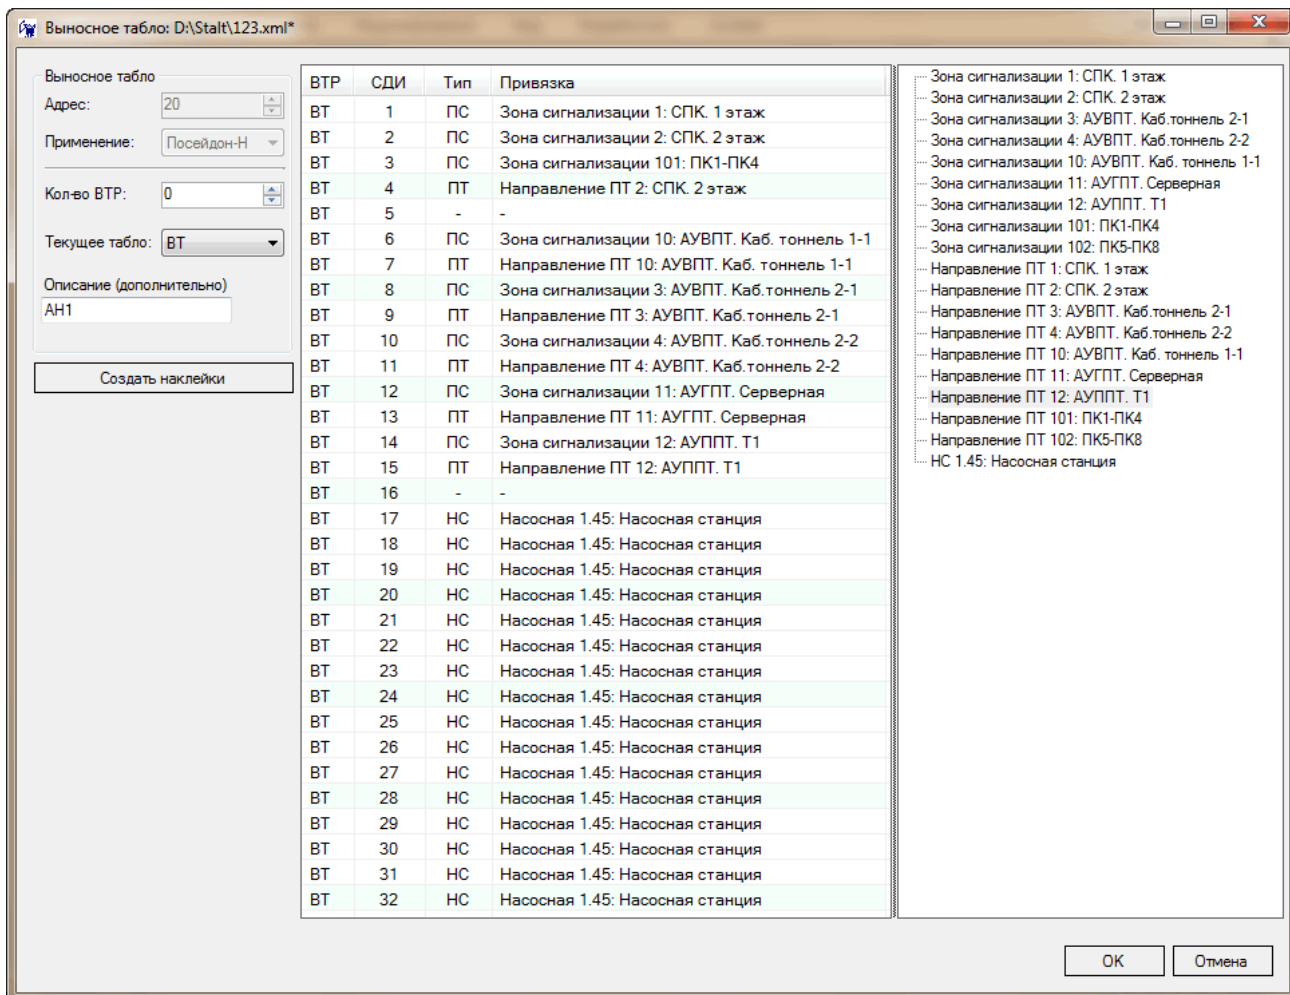 Выносное табло: D:\Stalt\123.xml*
Выносное табло
Адрес: 20
Применение: Посейдон-Н
Кол-во ВТР: 0
Текущее табло: ВТ
Описание (дополнительно)
АН1
Создать наклейки
ВТР СДИ Тип Привязка
ВТ 1 ПС Зона сигнализации 1: СПК. 1 этаж
ВТ 2 ПС Зона сигнализации 2: СПК. 2 этаж
ВТ 3 ПС Зона сигнализации 101: ПК1-ПК4
ВТ 4 ПТ Направление ПТ 2: СПК. 2 этаж
ВТ 5 - -
ВТ 6 ПС Зона сигнализации 10: АУВПТ. Каб. тоннель 1-1
ВТ 7 ПТ Направление ПТ 10: АУВПТ. Каб. тоннель 1-1
ВТ 8 ПС Зона сигнализации 3: АУВПТ. Каб.тоннель 2-1
ВТ 9 ПТ Направление ПТ 3: АУВПТ. Каб.тоннель 2-1
ВТ 10 ПС Зона сигнализации 4: АУВПТ. Каб.тоннель 2-2
ВТ 11 ПТ Направление ПТ 4: АУВПТ. Каб.тоннель 2-2
ВТ 12 ПС Зона сигнализации 11: АУГПТ. Серверная
ВТ 13 ПТ Направление ПТ 11: АУГПТ. Серверная
ВТ 14 ПС Зона сигнализации 12: АУППТ. Т1
ВТ 15 ПТ Направление ПТ 12: АУППТ. Т1
ВТ 16 - -
ВТ 17 НС Насосная 1.45: Насосная станция
ВТ 18 НС Насосная 1.45: Насосная станция
ВТ 19 НС Насосная 1.45: Насосная станция
ВТ 20 НС Насосная 1.45: Насосная станция
ВТ 21 НС Насосная 1.45: Насосная станция
ВТ 22 НС Насосная 1.45: Насосная станция
ВТ 23 НС Насосная 1.45: Насосная станция
ВТ 24 НС Насосная 1.45: Насосная станция
ВТ 25 НС Насосная 1.45: Насосная станция
ВТ 26 НС Насосная 1.45: Насосная станция
ВТ 27 НС Насосная 1.45: Насосная станция
ВТ 28 НС Насосная 1.45: Насосная станция
ВТ 29 НС Насосная 1.45: Насосная станция
ВТ 30 НС Насосная 1.45: Насосная станция
ВТ 31 НС Насосная 1.45: Насосная станция
ВТ 32 НС Насосная 1.45: Насосная станция
Зона сигнализации 1: СПК. 1 этаж
Зона сигнализации 2: СПК. 2 этаж
Зона сигнализации 3: АУВПТ. Каб.тоннель 2-1
Зона сигнализации 4: АУВПТ. Каб.тоннель 2-2
Зона сигнализации 10: АУВПТ. Каб. тоннель 1-1
Зона сигнализации 11: АУГПТ. Серверная
Зона сигнализации 12: АУППТ. Т1
Зона сигнализации 101: ПК1-ПК4
Зона сигнализации 102: ПК5-ПК8
Направление ПТ 1: СПК. 1 этаж
Направление ПТ 2: СПК. 2 этаж
Направление ПТ 3: АУВПТ. Каб.тоннель 2-1
Направление ПТ 4: АУВПТ. Каб.тоннель 2-2
Направление ПТ 10: АУВПТ. Каб. тоннель 1-1
Направление ПТ 11: АУГПТ. Серверная
Направление ПТ 12: АУППТ. Т1
Направление ПТ 101: ПК1-ПК4
Направление ПТ 102: ПК5-ПК8
НС 1.45: Насосная станция
ОК Отмена